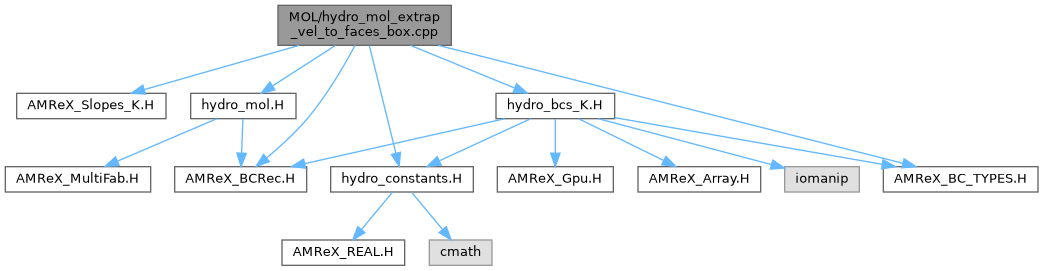 MOL/hydro_mol_extrap
_vel_to_faces_box.cpp
AMReX_Slopes_K.H
hydro_mol.H
hydro_bcs_K.H
AMReX_MultiFab.H
AMReX_BCRec.H
hydro_constants.H
AMReX_Gpu.H
AMReX_Array.H
iomanip
AMReX_BC_TYPES.H
AMReX_REAL.H
cmath